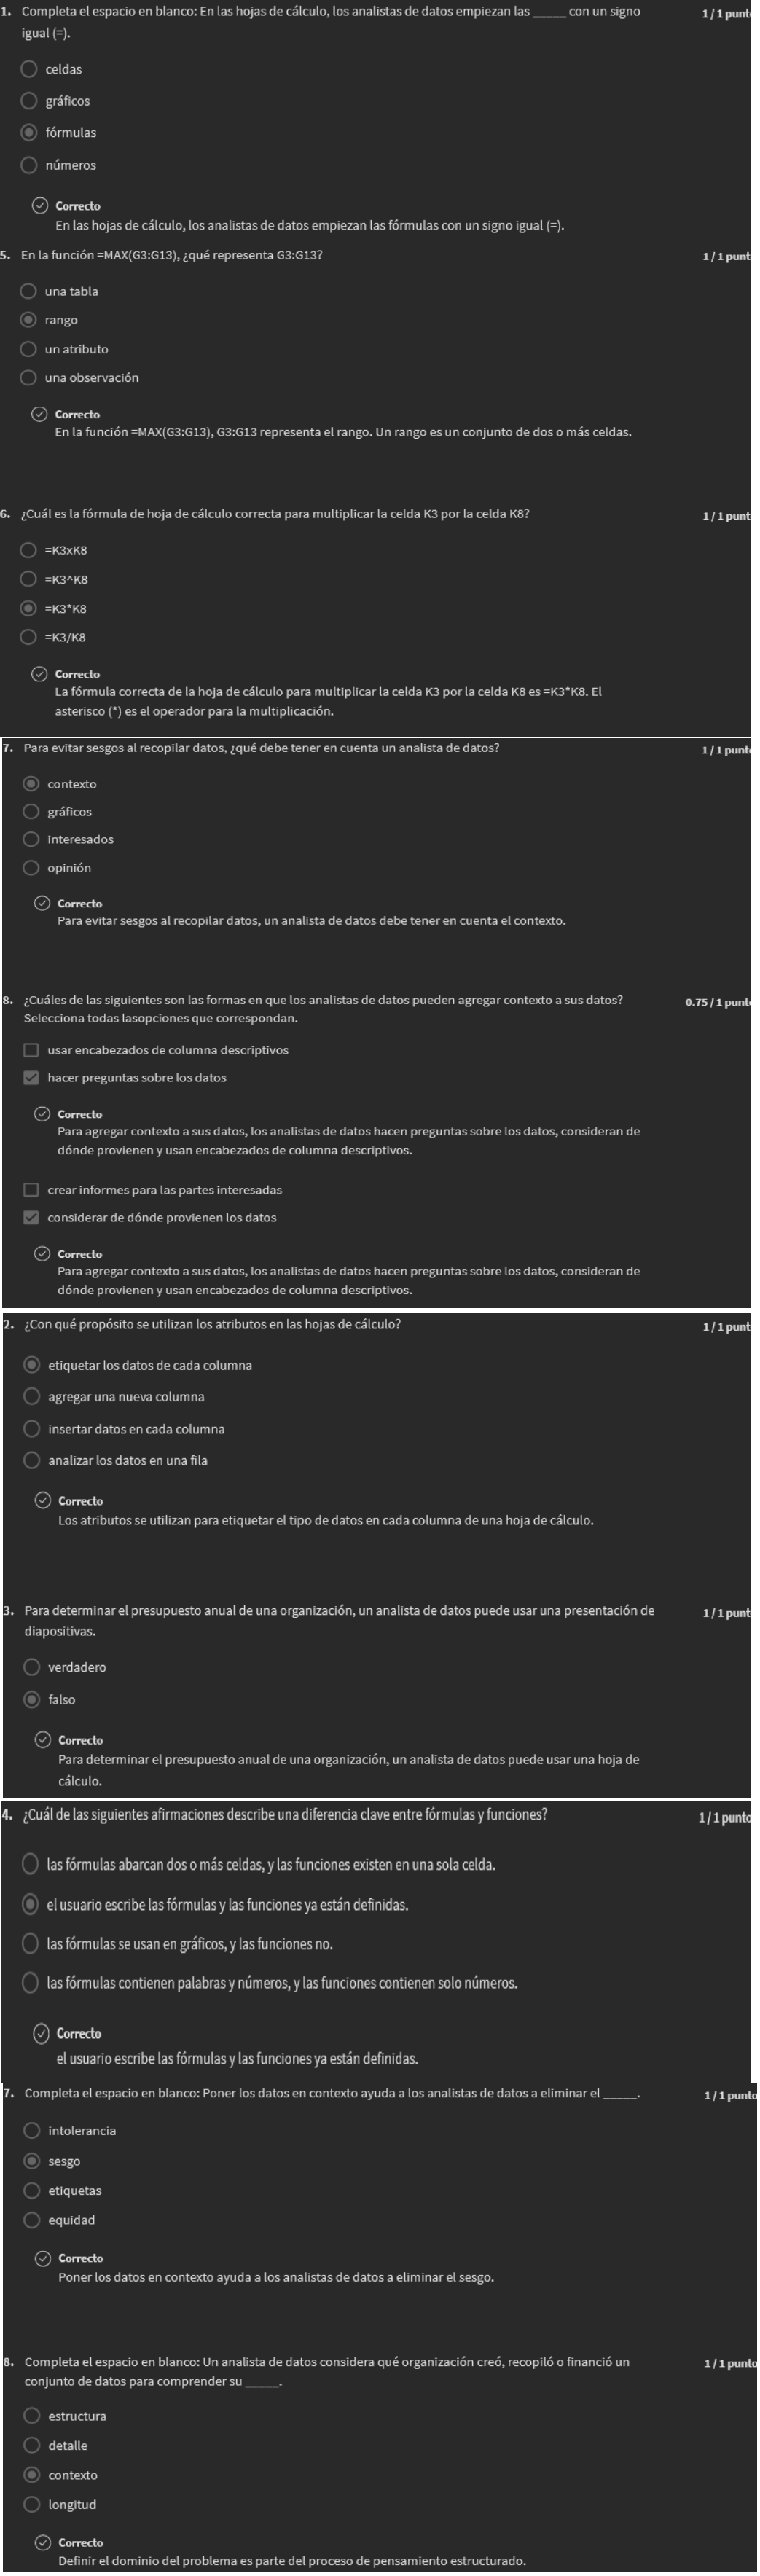 1. Completa el espacio en blanco: En las hojas de cálculo, los analistas de datos empiezan las _____ con un signo
igual (=).
1 / 1 punt
celdas
gráficos
fórmulas
números
Correcto
En las hojas de cálculo, los analistas de datos empiezan las fórmulas con un signo igual (=).
5. En la función =MAX(G3:G13), ¿qué representa G3:G13?
1 / 1 punt
una tabla
rango
un atributo
una observación
Correcto
En la función =MAX(G3:G13), G3:G13 representa el rango. Un rango es un conjunto de dos o más celdas.
6. ¿Cuál es la fórmula de hoja de cálculo correcta para multiplicar la celda K3 por la celda K8?
1 / 1 punt
=K3xK8
=K3^K8
=K3*K8
=K3/K8
Correcto
La fórmula correcta de la hoja de cálculo para multiplicar la celda K3 por la celda K8 es =K3*K8. El
asterisco (*) es el operador para la multiplicación.
7. Para evitar sesgos al recopilar datos, ¿qué debe tener en cuenta un analista de datos?
1 / 1 punt
contexto
gráficos
interesados
opinión
Correcto
Para evitar sesgos al recopilar datos, un analista de datos debe tener en cuenta el contexto.
8. ¿Cuáles de las siguientes son las formas en que los analistas de datos pueden agregar contexto a sus datos?
Selecciona todas lasopciones que correspondan.
0.75 / 1 punt
usar encabezados de columna descriptivos
hacer preguntas sobre los datos
Correcto
Para agregar contexto a sus datos, los analistas de datos hacen preguntas sobre los datos, consideran de
dónde provienen y usan encabezados de columna descriptivos.
crear informes para las partes interesadas
considerar de dónde provienen los datos
Correcto
Para agregar contexto a sus datos, los analistas de datos hacen preguntas sobre los datos, consideran de
dónde provienen y usan encabezados de columna descriptivos.
2. ¿Con qué propósito se utilizan los atributos en las hojas de cálculo?
1 / 1 punt
etiquetar los datos de cada columna
agregar una nueva columna
insertar datos en cada columna
analizar los datos en una fila
Correcto
Los atributos se utilizan para etiquetar el tipo de datos en cada columna de una hoja de cálculo.
3. Para determinar el presupuesto anual de una organización, un analista de datos puede usar una presentación de
diapositivas.
1 / 1 punt
verdadero
falso
Correcto
Para determinar el presupuesto anual de una organización, un analista de datos puede usar una hoja de
cálculo.
4. ¿Cuál de las siguientes afirmaciones describe una diferencia clave entre fórmulas y funciones?
1 / 1 punto
las fórmulas abarcan dos o más celdas, y las funciones existen en una sola celda.
el usuario escribe las fórmulas y las funciones ya están definidas.
las fórmulas se usan en gráficos, y las funciones no.
las fórmulas contienen palabras y números, y las funciones contienen solo números.
Correcto
el usuario escribe las fórmulas y las funciones ya están definidas.
7. Completa el espacio en blanco: Poner los datos en contexto ayuda a los analistas de datos a eliminar el _____.
1 / 1 punto
intolerancia
sesgo
etiquetas
equidad
Correcto
Poner los datos en contexto ayuda a los analistas de datos a eliminar el sesgo.
8. Completa el espacio en blanco: Un analista de datos considera qué organización creó, recopiló o financió un
conjunto de datos para comprender su _____.
1 / 1 punto
estructura
detalle
contexto
longitud
Correcto
Definir el dominio del problema es parte del proceso de pensamiento estructurado.